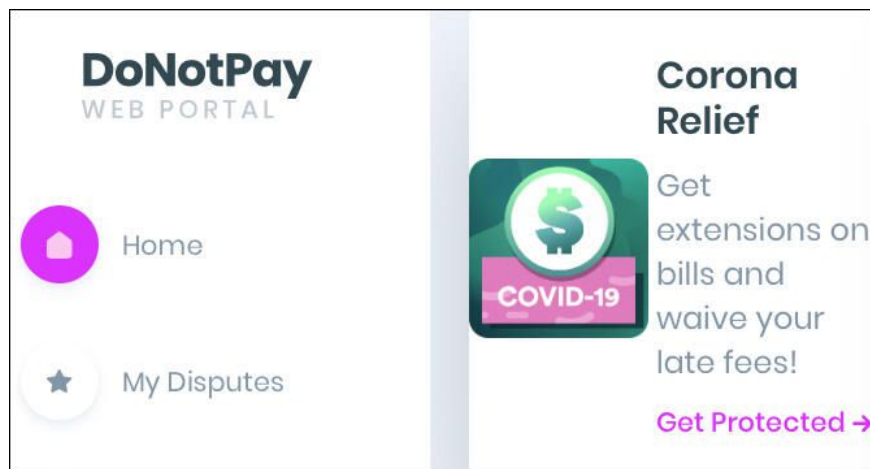 DoNotPay
WEB PORTAL
Home
My Disputes
Corona
Relief
COVID-19
Get
extensions on
bills and
waive your
late fees!
Get Protected →